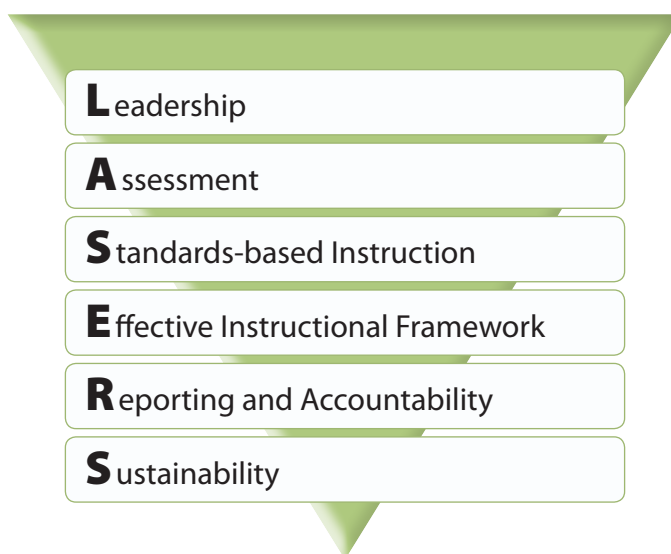 Leadership
Assessment
Standards-based Instruction
Effective Instructional Framework
Reporting and Accountability
Sustainability